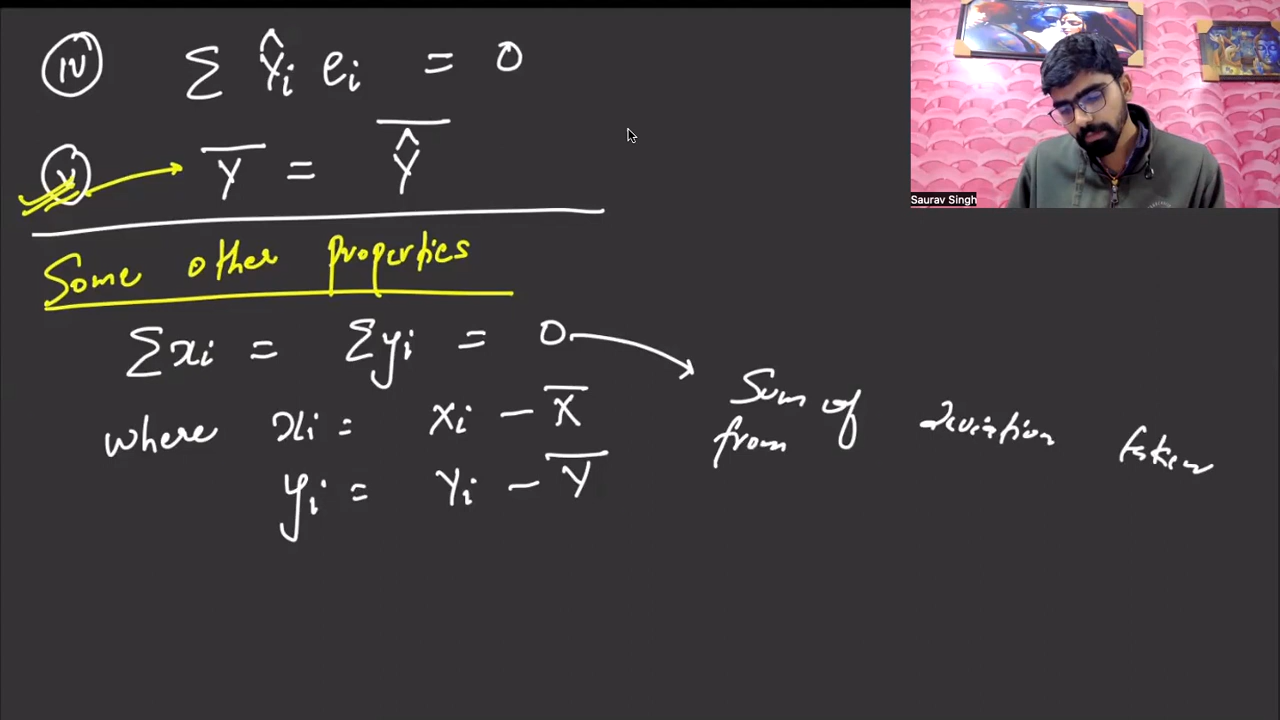 (iv) Σ Ŷi ei = 0
(v) Y̅ = Ŷ̅
Some other properties
Σxi = Σyi = 0
where xi = Xi – X̅
yi = Yi – Y̅
Sum of deviation taken
from
Saurav Singh